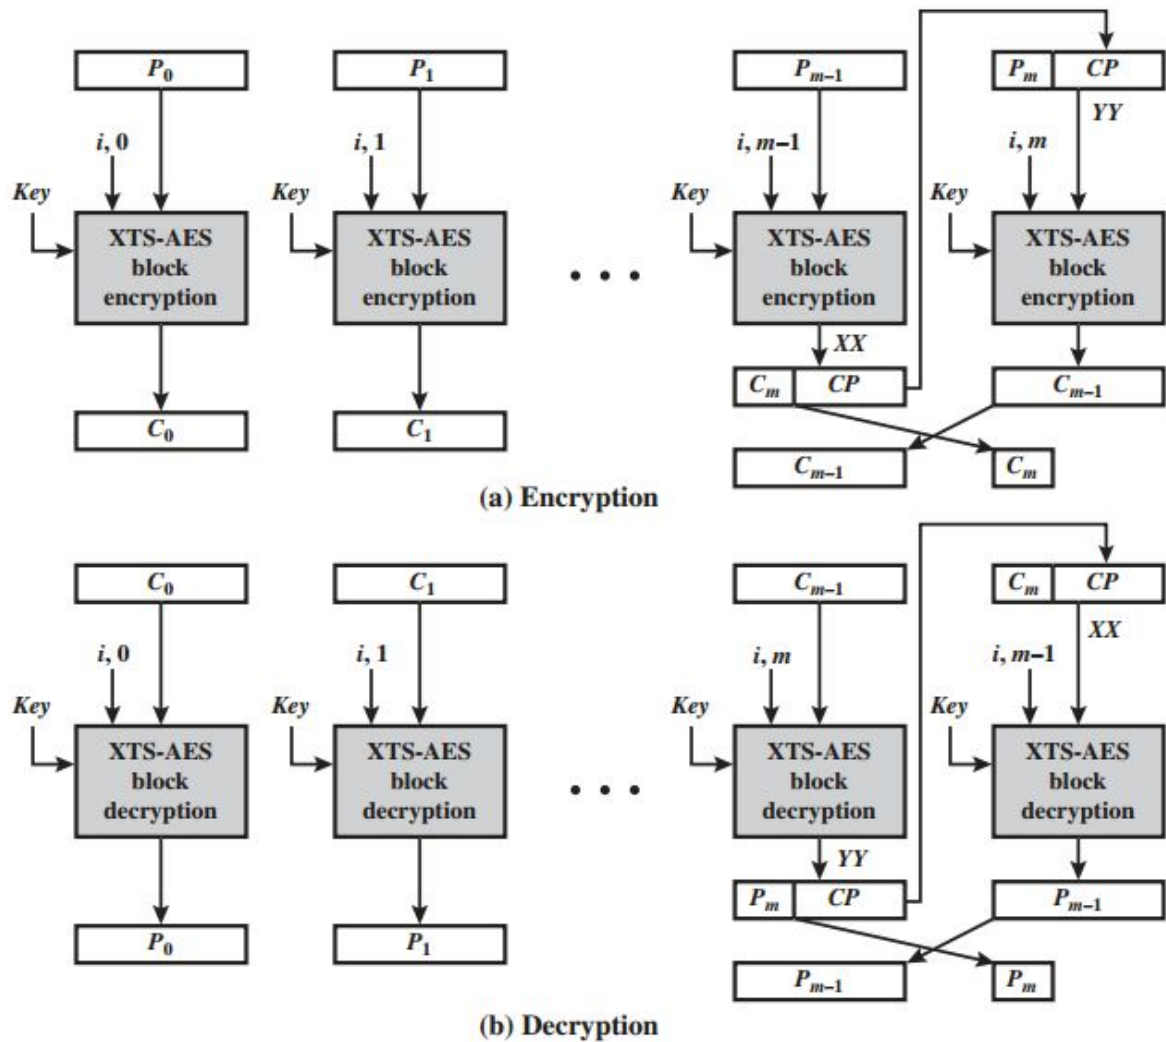 P₀ P₁ Pₘ₋₁ Pₘ CP
YY
i, 0 i, 1 i, m–1 i, m
Key Key Key Key
XTS-AES XTS-AES XTS-AES XTS-AES
block block block block
encryption encryption • • • encryption encryption
XX
Cₘ CP Cₘ₋₁
C₀ C₁
Cₘ₋₁ Cₘ
(a) Encryption
C₀ C₁ Cₘ₋₁ Cₘ CP
XX
i, 0 i, 1 i, m i, m–1
Key Key Key Key
XTS-AES XTS-AES XTS-AES XTS-AES
block block block block
decryption decryption • • • decryption decryption
YY
Pₘ CP Pₘ₋₁
P₀ P₁
Pₘ₋₁ Pₘ
(b) Decryption